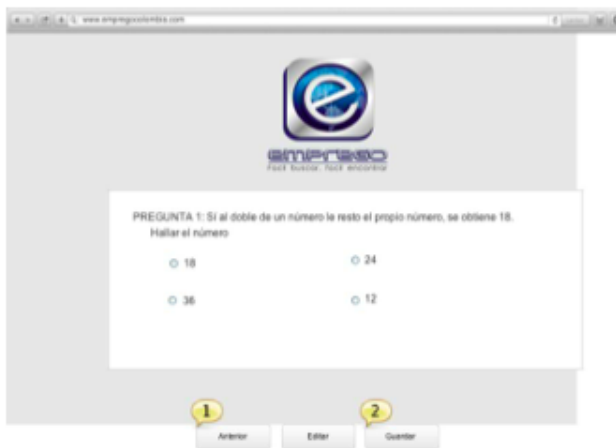 www.empregocolombia.com
e
emprego
fácil buscar, fácil encontrar
PREGUNTA 1: Si al doble de un número le resto el propio número, se obtiene 18.
Hallar el número
18
24
36
12
1
2
Anterior
Editar
Guardar